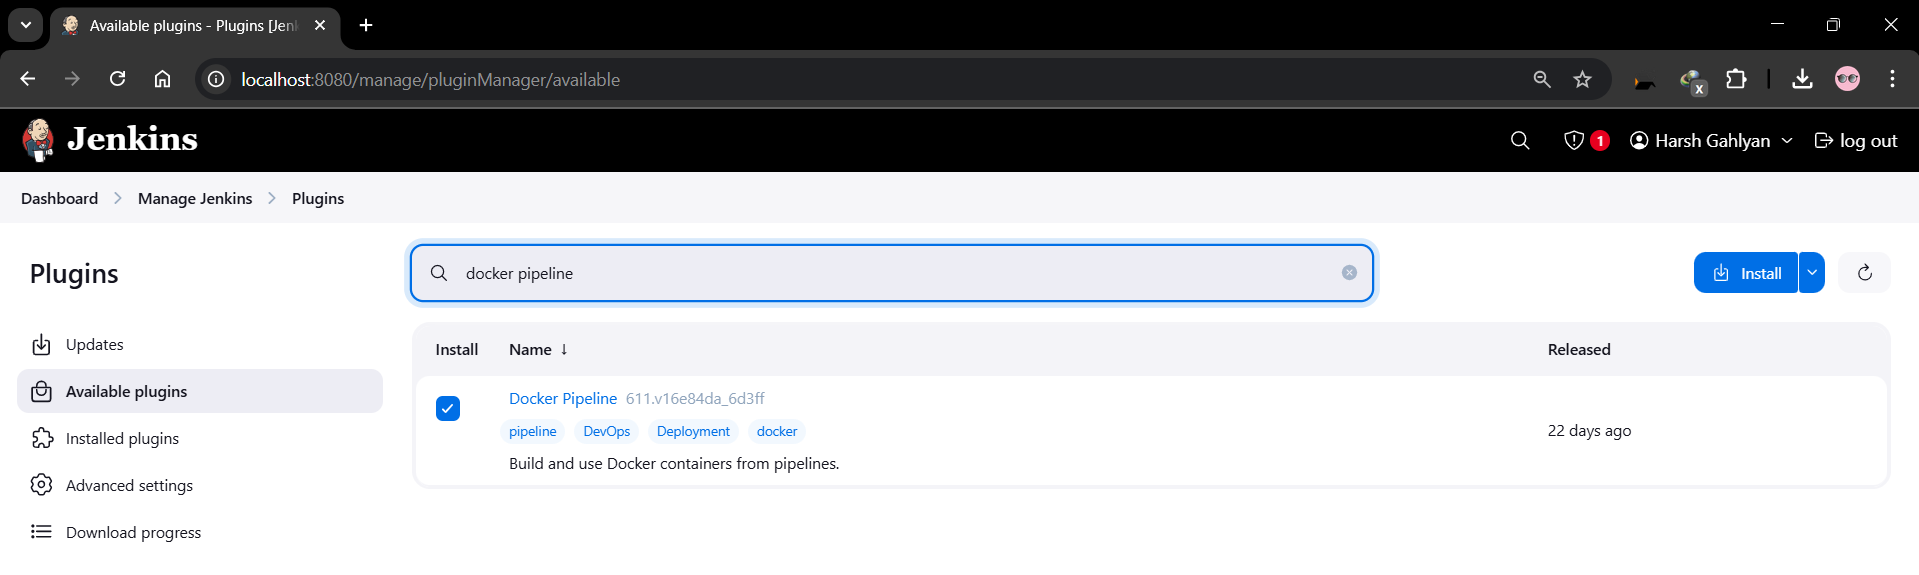 Available plugins - Plugins [Jenk
localhost:8080/manage/pluginManager/available
x
Jenkins
1
Harsh Gahlyan
log out
Dashboard
Manage Jenkins
Plugins
Plugins
docker pipeline
Install
Updates
Available plugins
Installed plugins
Advanced settings
Download progress
Install Name ↓ Released
Docker Pipeline 611.v16e84da_6d3ff
pipeline DevOps Deployment docker
22 days ago
Build and use Docker containers from pipelines.